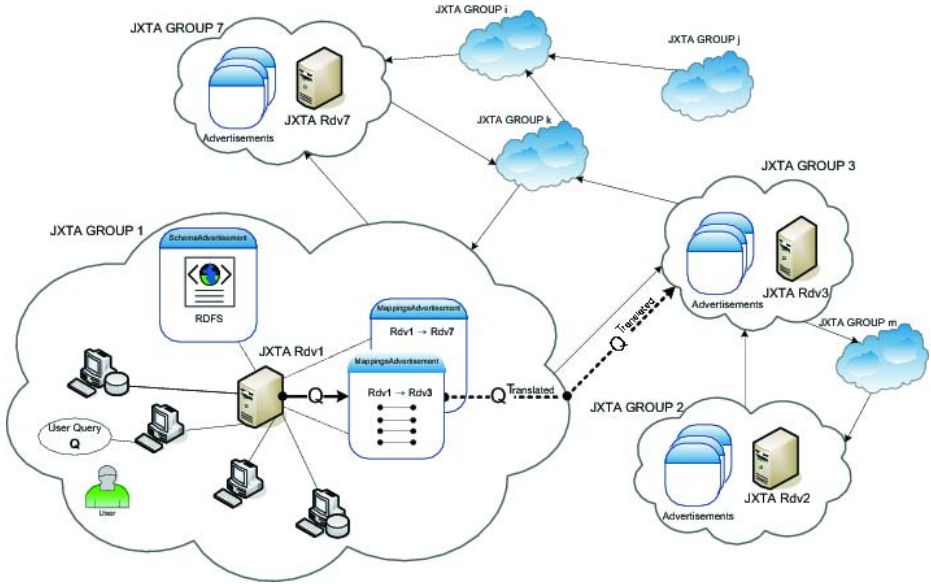 JXTA GROUP 7
JXTA GROUP i
JXTA GROUP j
JXTA Rdv7
Advertisements
JXTA GROUP k
JXTA GROUP 3
JXTA GROUP 1
SchemaAdvertisement
RDFS
Advertisements
JXTA Rdv3
MappingsAdvertisement
Rdv1 → Rdv7
JXTA GROUP m
JXTA Rdv1
MappingsAdvertisement
Rdv1 → Rdv3
Q
Q Translated
Q Translated
JXTA GROUP 2
User Query
Q
JXTA Rdv2
Advertisements
User